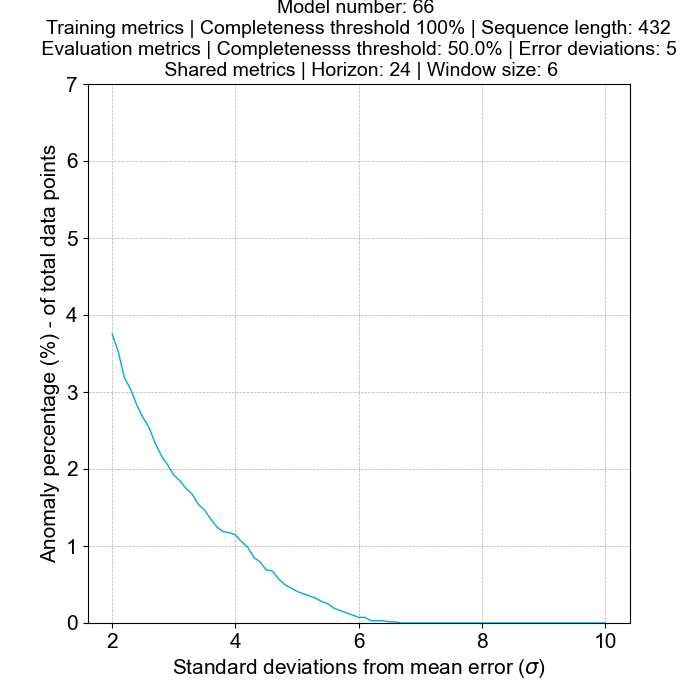 Model number: 66
Training metrics | Completeness threshold 100% | Sequence length: 432
Evaluation metrics | Completenesss threshold: 50.0% | Error deviations: 5
Shared metrics | Horizon: 24 | Window size: 6
7
6
5
4
3
2
1
0
Anomaly percentage (%) - of total data points
2 4 6 8 10
Standard deviations from mean error (σ)